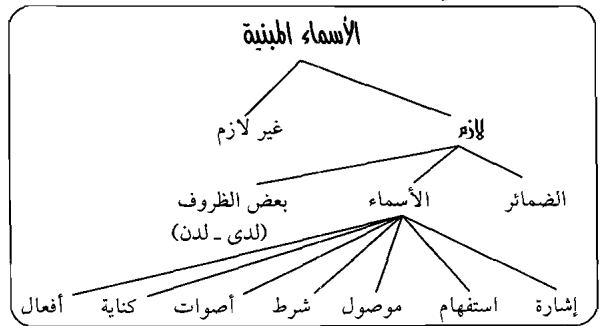 الأسماء المبنية
لازم غير لازم
الضمائر الأسماء بعض الظروف
(لدى - لدن)
إشارة استفهام موصول شرط أصوات كناية أفعال